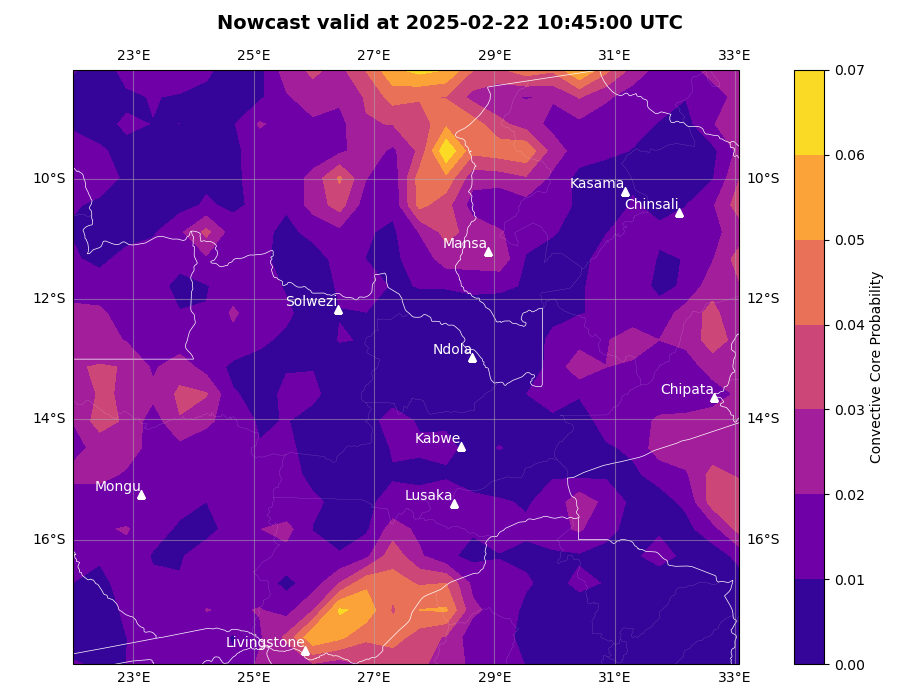 Nowcast valid at 2025-02-22 10:45:00 UTC
23°E 25°E 27°E 29°E 31°E 33°E
0.07
0.06
10°S Kasama 10°S
Chinsali
0.05
Mansa
12°S Solwezi 12°S
0.04
Ndola
Chipata
0.03
14°S 14°S
Kabwe
Mongu Lusaka
0.02
16°S 16°S
0.01
Livingstone
0.00
23°E 25°E 27°E 29°E 31°E 33°E
Convective Core Probability